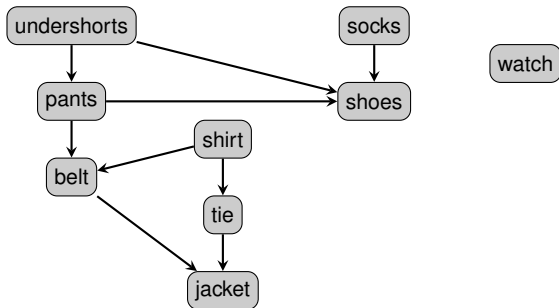 undershorts
socks
watch
pants
shoes
shirt
belt
tie
jacket